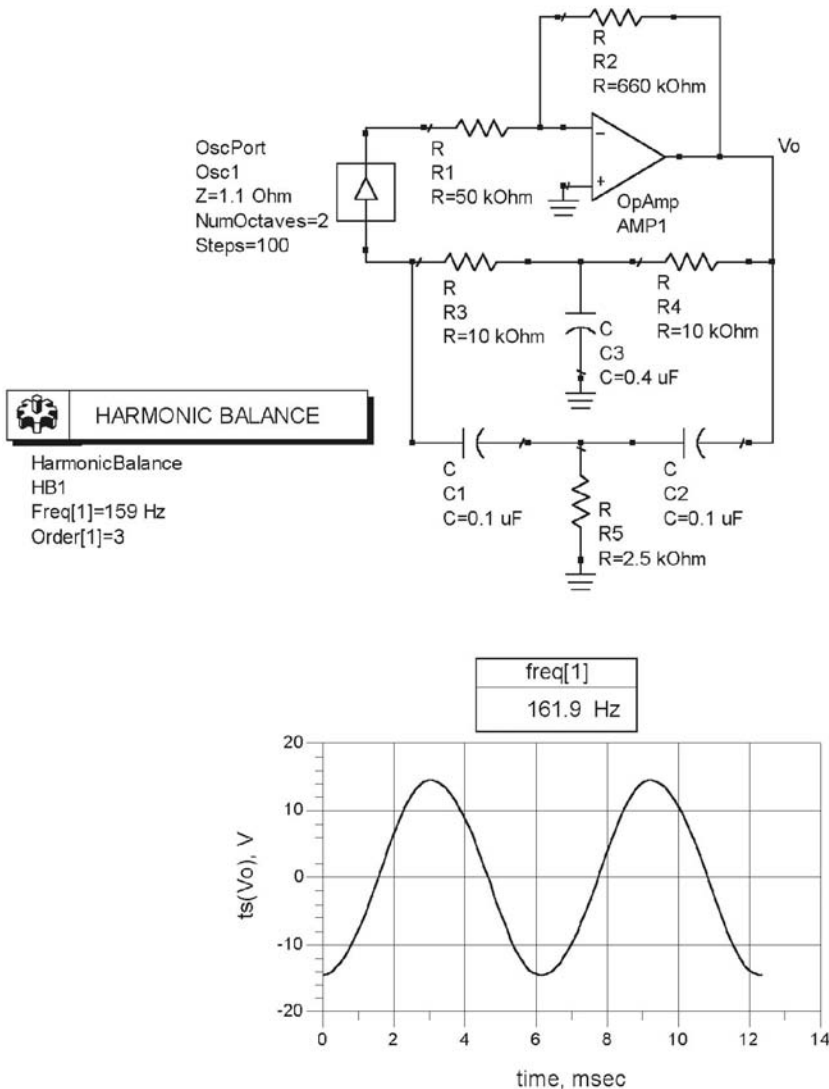 R
R2
R=660 kOhm
Vo
OscPort
Osc1
Z=1.1 Ohm
NumOctaves=2
Steps=100
R
R1
R=50 kOhm
−
+
OpAmp
AMP1
R
R3
R=10 kOhm
R
R4
R=10 kOhm
C
C3
C=0.4 uF
HARMONIC BALANCE
HarmonicBalance
HB1
Freq[1]=159 Hz
Order[1]=3
C
C1
C=0.1 uF
C
C2
C=0.1 uF
R
R5
R=2.5 kOhm
freq[1]
161.9 Hz
ts(Vo), V
20
10
0
-10
-20
0 2 4 6 8 10 12 14
time, msec